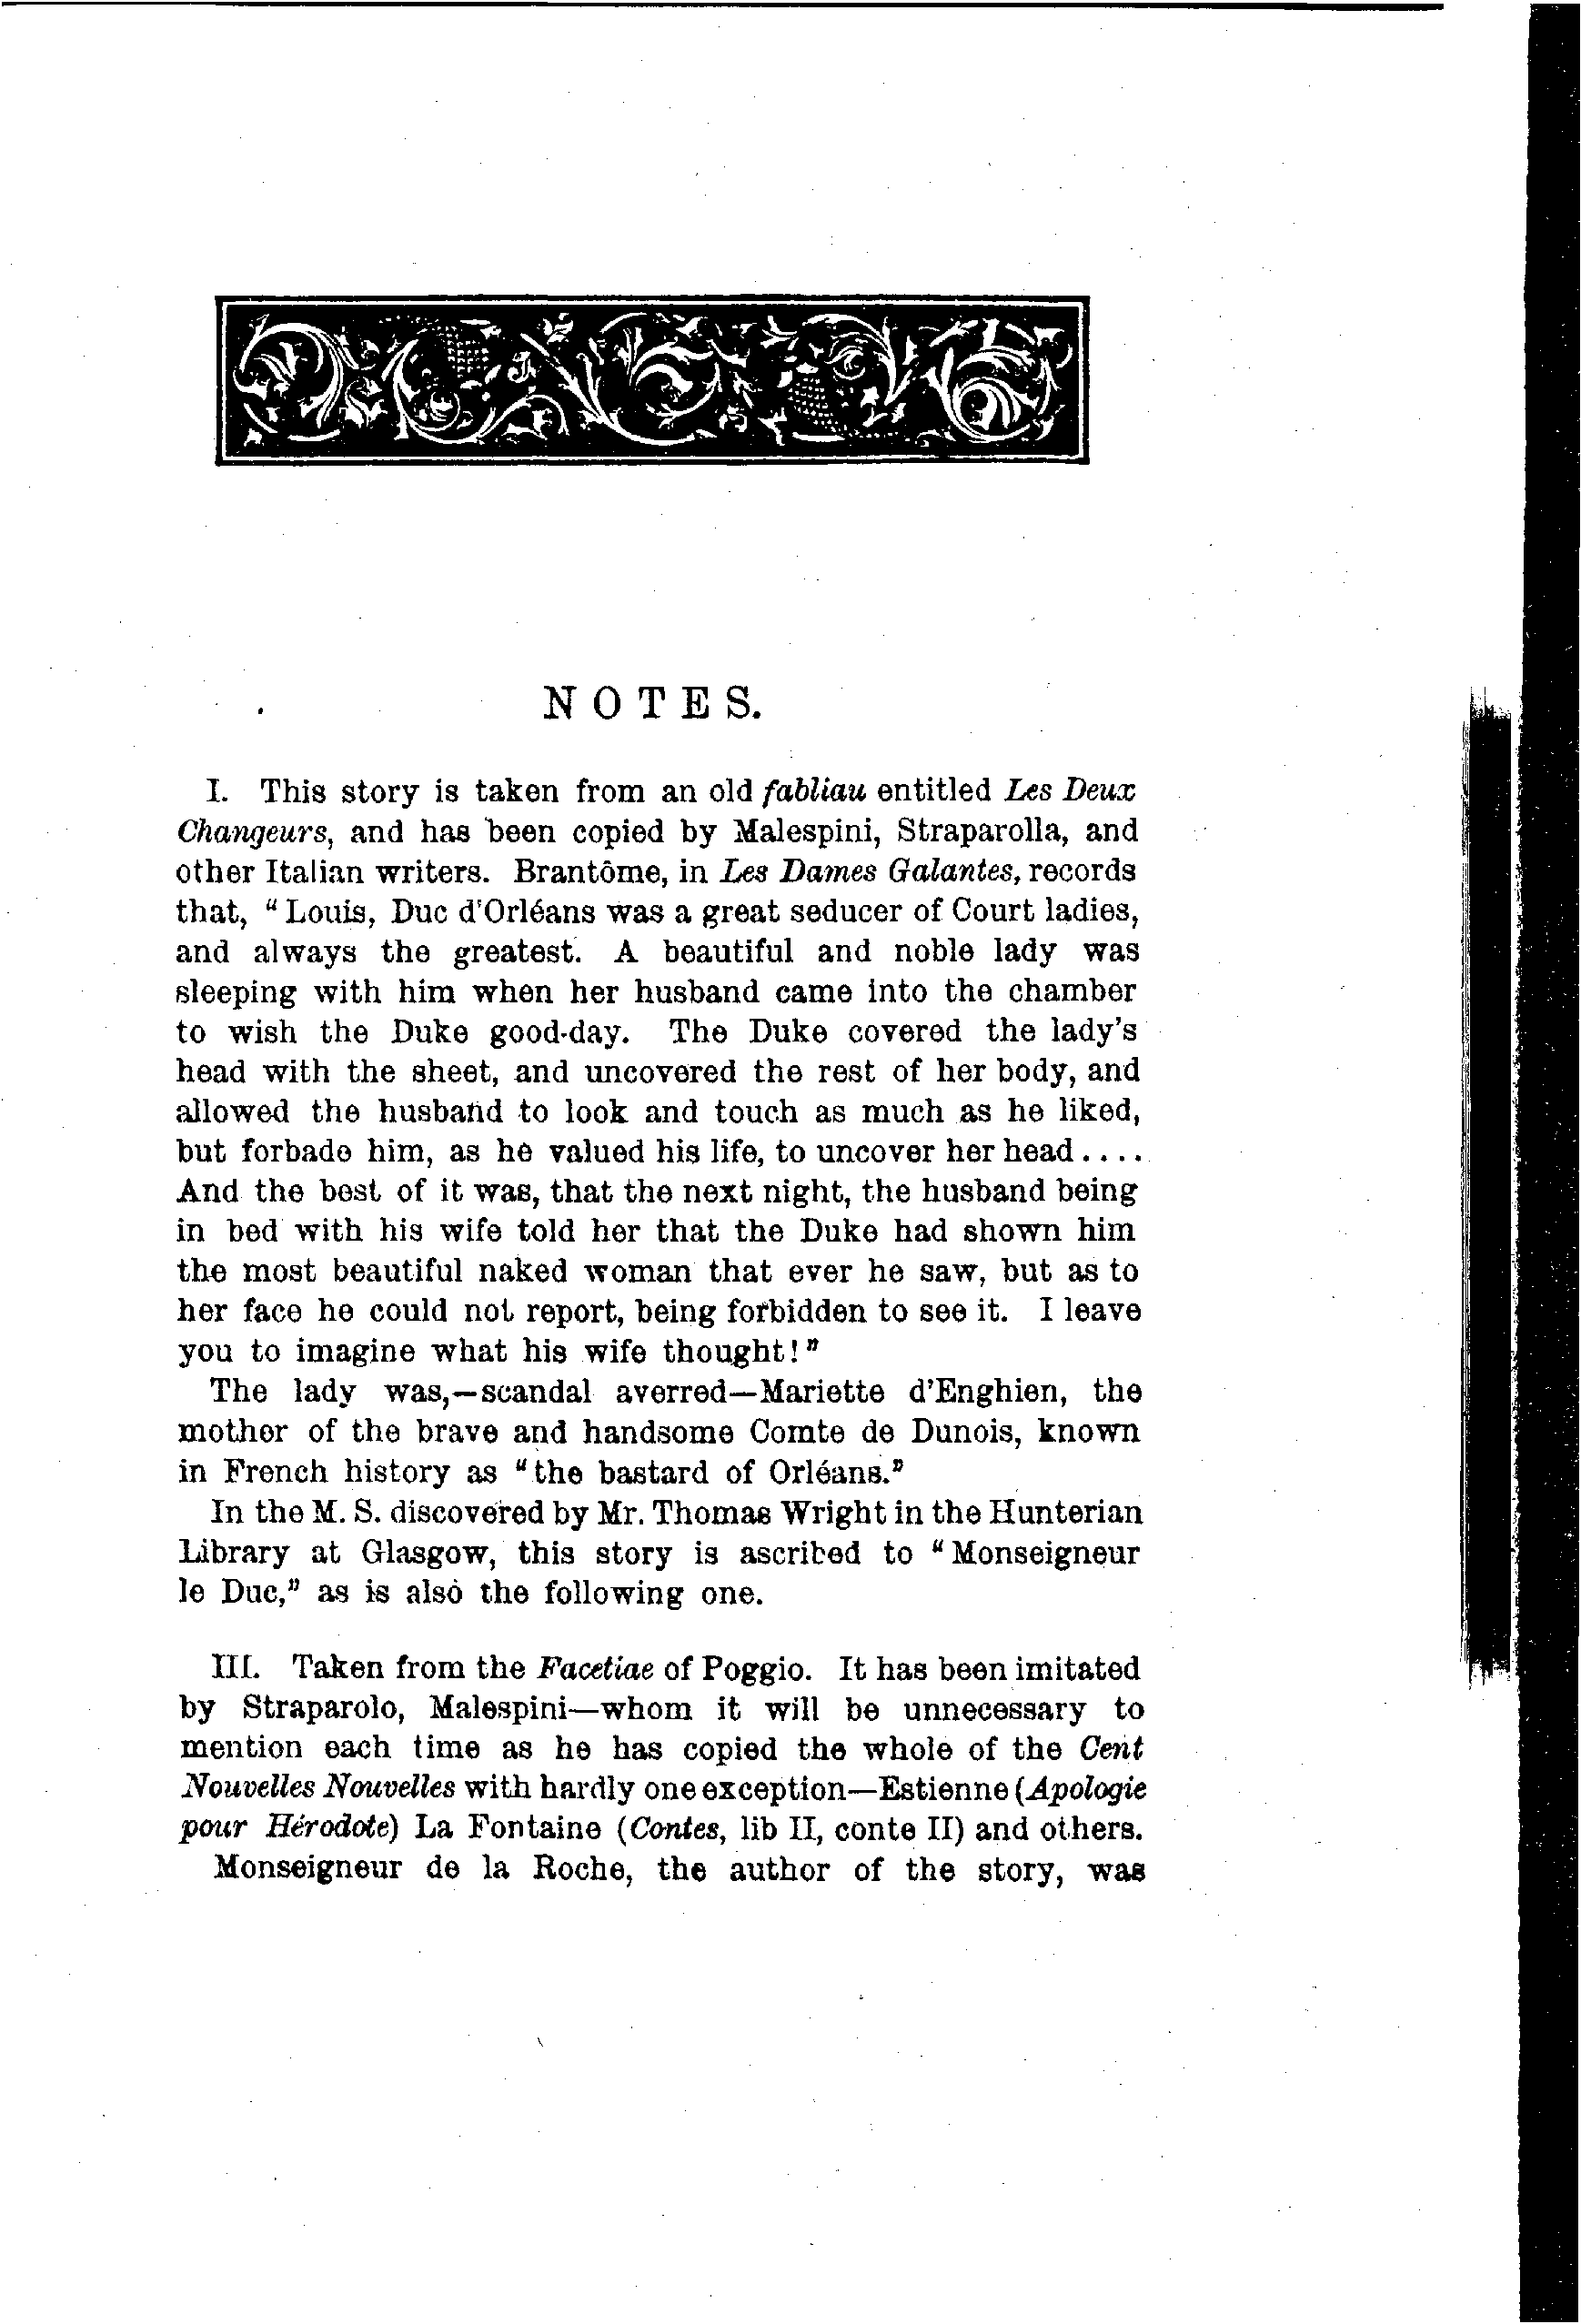 NOTES.
I. This story is taken from an old fabliau entitled Les Deux
Changeurs, and has been copied by Malespini, Straparolla, and
other Italian writers. Brantôme, in Les Dames Galantes, records
that, "Louis, Duc d'Orléans was a great seducer of Court ladies,
and always the greatest. A beautiful and noble lady was
sleeping with him when her husband came into the chamber
to wish the Duke good-day. The Duke covered the lady's
head with the sheet, and uncovered the rest of her body, and
allowed the husband to look and touch as much as he liked,
but forbade him, as he valued his life, to uncover her head....
And the best of it was, that the next night, the husband being
in bed with his wife told her that the Duke had shown him
the most beautiful naked woman that ever he saw, but as to
her face he could not report, being forbidden to see it. I leave
you to imagine what his wife thought!"
The lady was,—scandal averred—Mariette d'Enghien, the
mother of the brave and handsome Comte de Dunois, known
in French history as "the bastard of Orléans."
In the M. S. discovered by Mr. Thomas Wright in the Hunterian
Library at Glasgow, this story is ascribed to "Monseigneur
le Duc," as is also the following one.
III. Taken from the Facetiae of Poggio. It has been imitated
by Straparolo, Malespini—whom it will be unnecessary to
mention each time as he has copied the whole of the Cent
Nouvelles Nouvelles with hardly one exception—Estienne (Apologie
pour Hérodote) La Fontaine (Contes, lib II, conte II) and others.
Monseigneur de la Roche, the author of the story, was